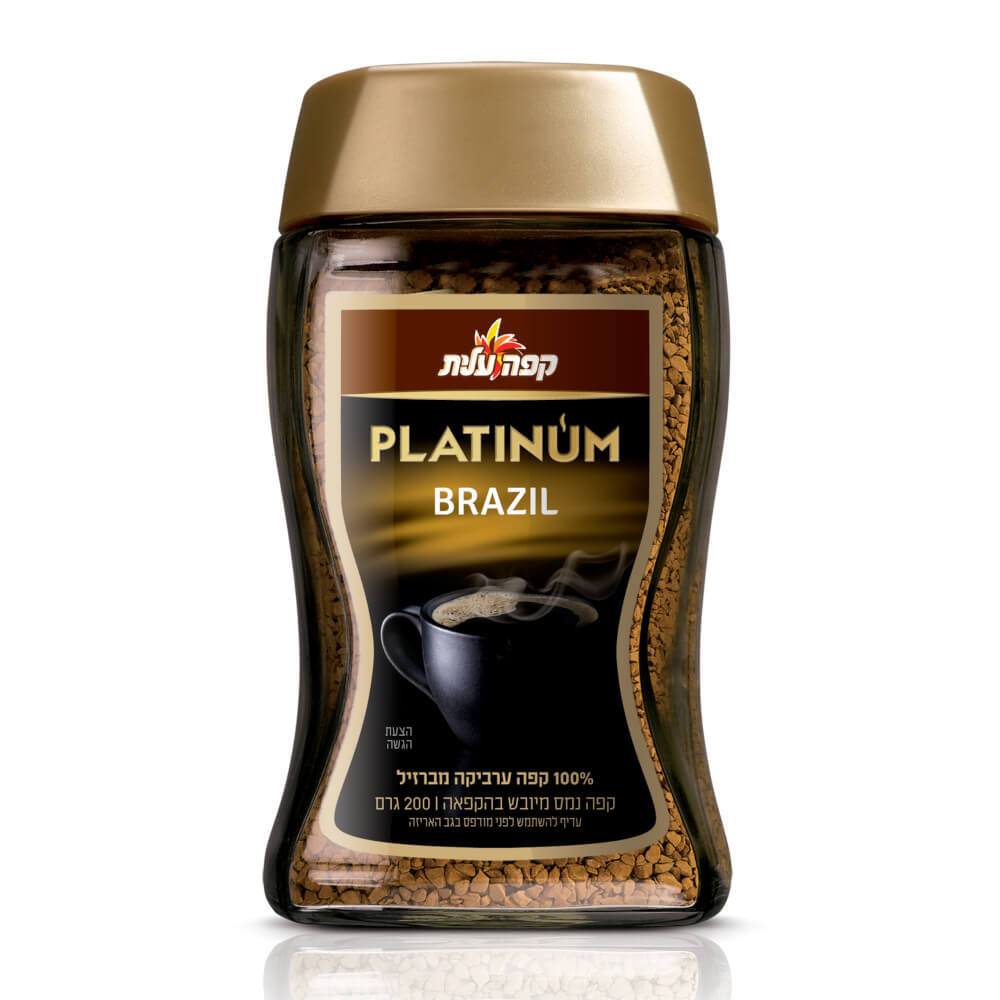 קפה עלית
PLATINUM
BRAZIL
הצעת
הגשה
100% קפה ערביקה מברזיל
קפה נמס מיובש בהקפאה | 200 גרם
עדיף להשתמש לפני מודפס בגב האריזה